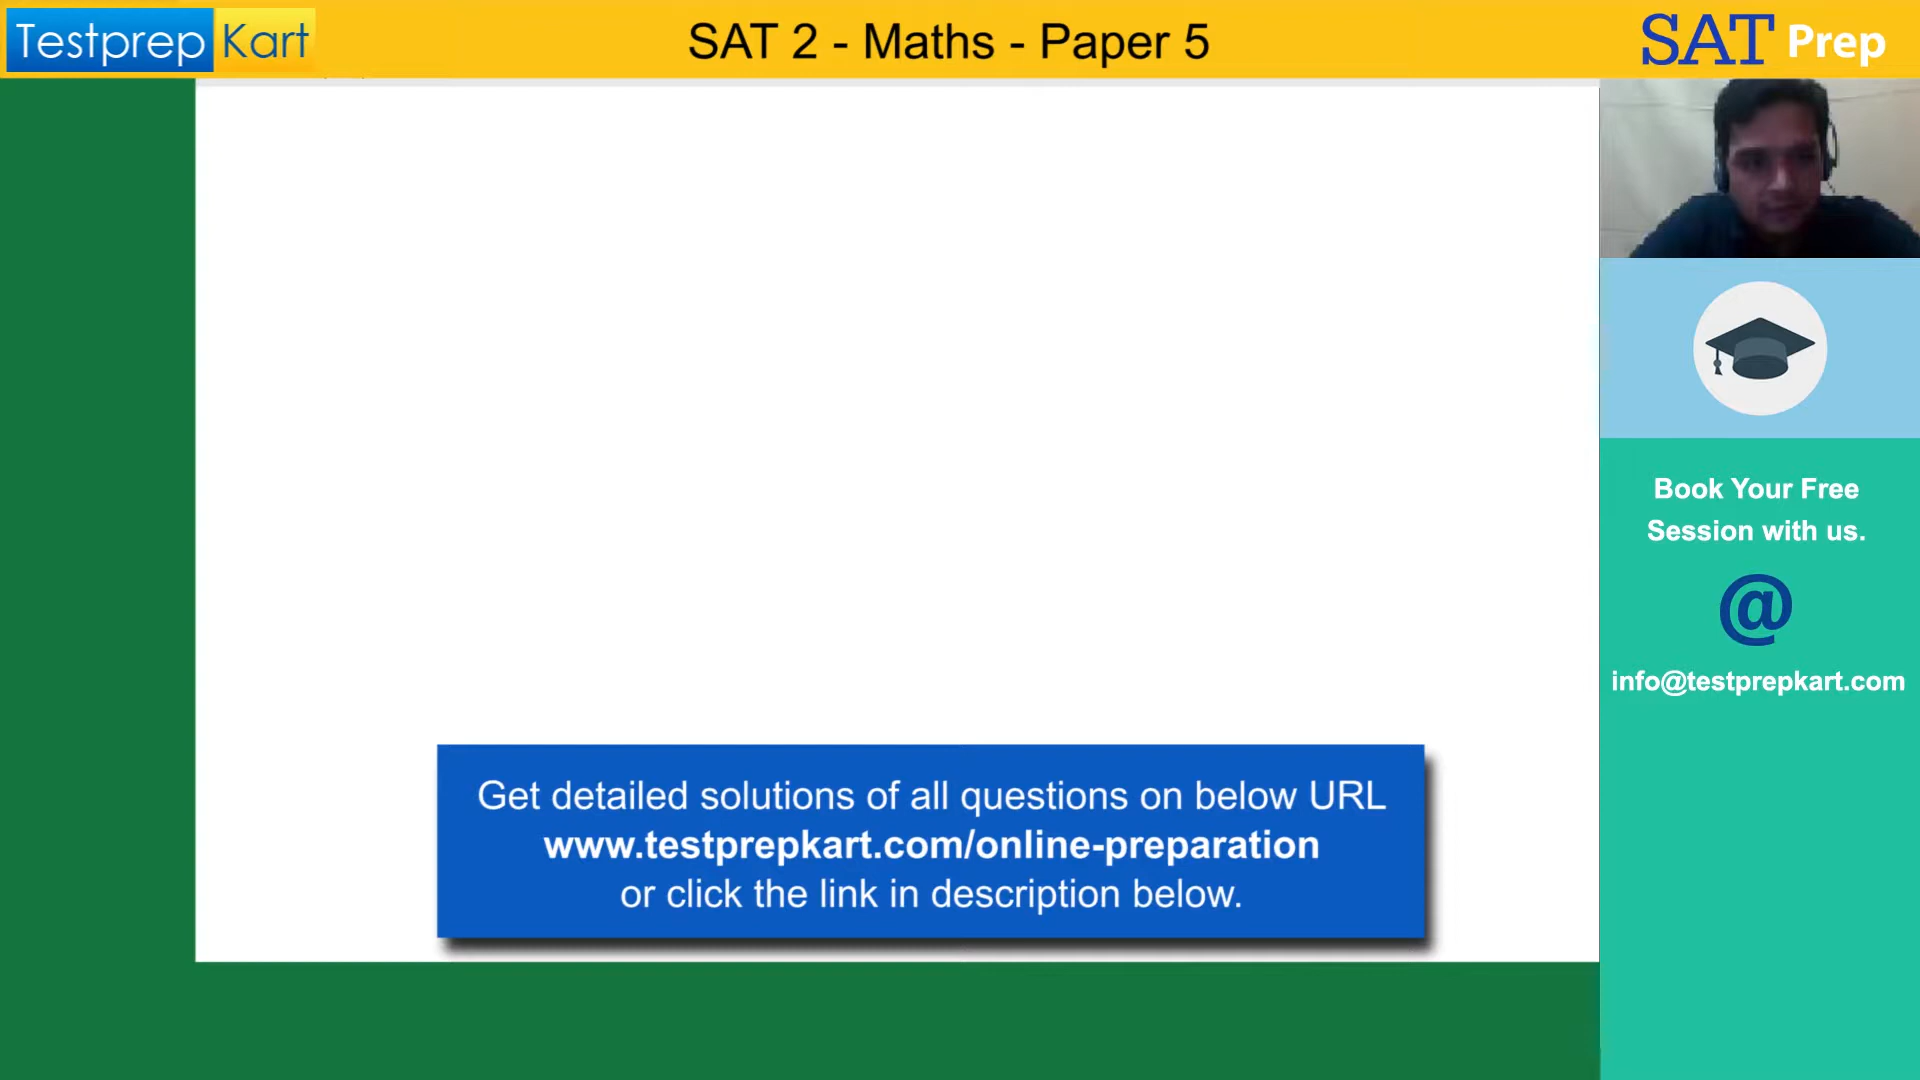 Testprep Kart
SAT 2 - Maths - Paper 5
SAT Prep
Book Your Free
Session with us.
@
info@testprepkart.com
Get detailed solutions of all questions on below URL
www.testprepkart.com/online-preparation
or click the link in description below.